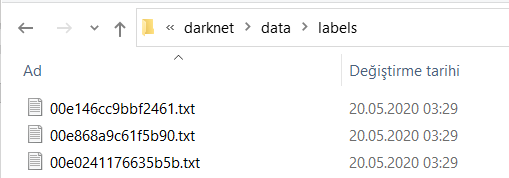 « darknet › data › labels
Ad Değiştirme tarihi
00e146cc9bbf2461.txt 20.05.2020 03:29
00e868a9c61f5b90.txt 20.05.2020 03:29
00e0241176635b5b.txt 20.05.2020 03:29